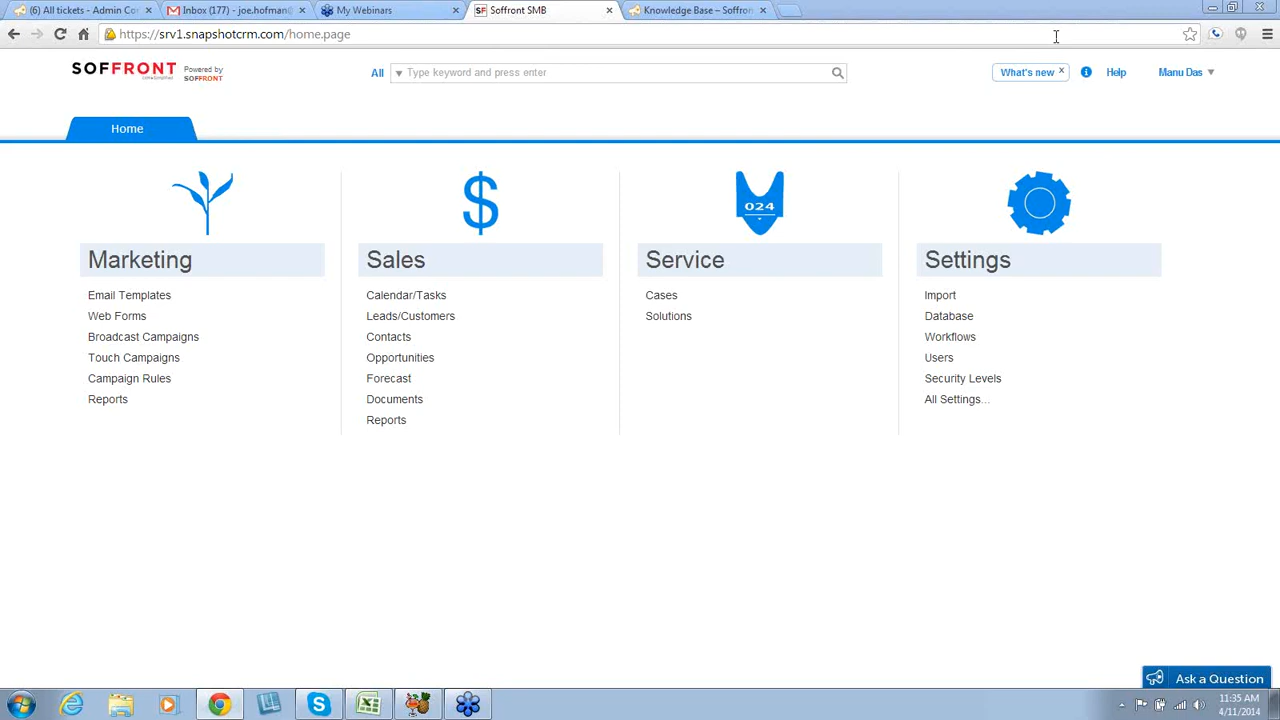 (6) All tickets - Admin Co
Inbox (177) - joe.hofman@
My Webinars
Soffront SMB
Knowledge Base – Soffron
https://srv1.snapshotcrm.com/home.page
SOFFRONT
Powered by
SOFFRONT
All
Type keyword and press enter
What's new x
Help
Manu Das
Home
024
Marketing
Email Templates
Web Forms
Broadcast Campaigns
Touch Campaigns
Campaign Rules
Reports
Sales
Calendar/Tasks
Leads/Customers
Contacts
Opportunities
Forecast
Documents
Reports
Service
Cases
Solutions
Settings
Import
Database
Workflows
Users
Security Levels
All Settings...
Ask a Question
11:35 AM
4/11/2014